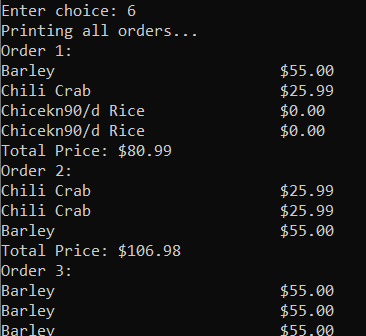 Enter choice: 6
Printing all orders...
Order 1:
Barley $55.00
Chili Crab $25.99
Chicekn90/d Rice $0.00
Chicekn90/d Rice $0.00
Total Price: $80.99
Order 2:
Chili Crab $25.99
Chili Crab $25.99
Barley $55.00
Total Price: $106.98
Order 3:
Barley $55.00
Barley $55.00
Barley $55.00